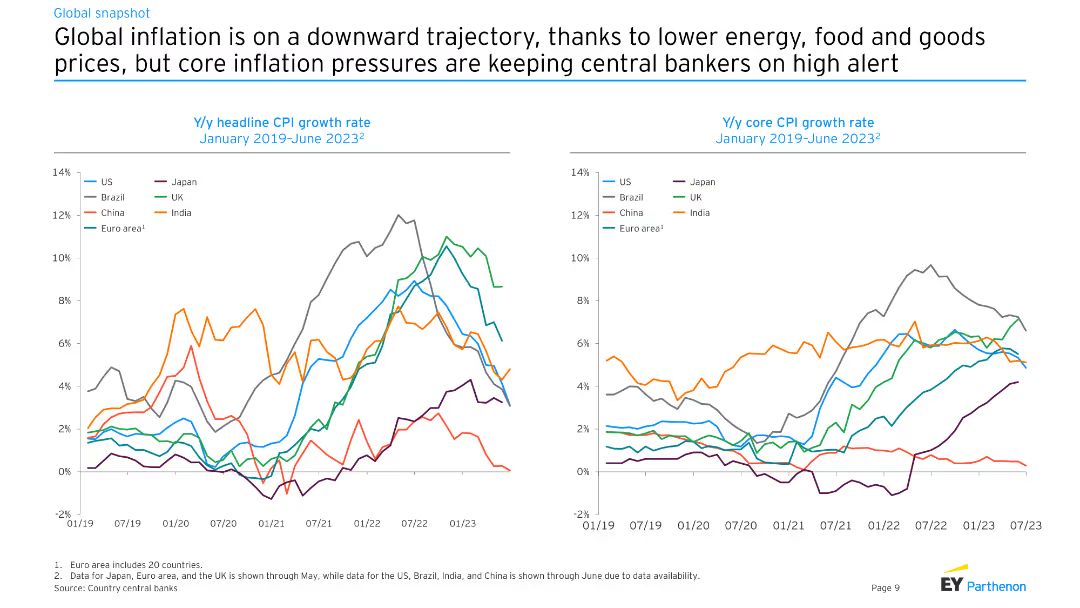 Global snapshot
Global inflation is on a downward trajectory, thanks to lower energy, food and goods
prices, but core inflation pressures are keeping central bankers on high alert
Y/y headline CPI growth rate
January 2019–June 2023²
14%
12%
10%
8%
6%
4%
2%
0%
-2%
US
Brazil
China
Euro area¹
Japan
UK
India
01/19 07/19 01/20 07/20 01/21 07/21 01/22 07/22 01/23
Y/y core CPI growth rate
January 2019–June 2023²
14%
12%
10%
8%
6%
4%
2%
0%
-2%
US
Brazil
China
Euro area¹
Japan
UK
India
01/19 07/19 01/20 07/20 01/21 07/21 01/22 07/22 01/23 07/23
1. Euro area includes 20 countries.
2. Data for Japan, Euro area, and the UK is shown through May, while data for the US, Brazil, India, and China is shown through June due to data availability.
Source: Country central banks
Page 9
EY Parthenon